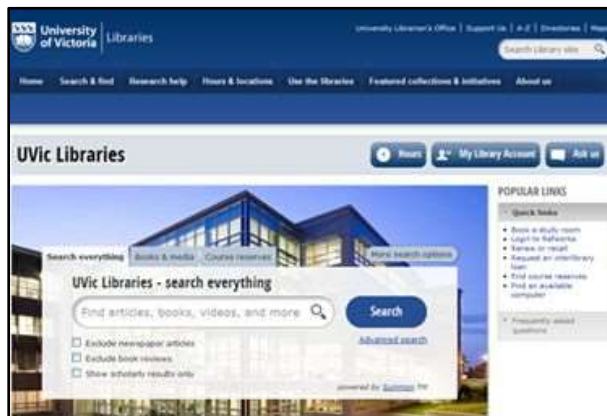 University of Victoria | Libraries
University Librarian's Office | Support Us | A-Z | Directories | Maps
Search Library site
Home Search & find Research help Hours & locations Use the libraries Featured collections & initiatives About us
UVic Libraries
Hours My Library Account Ask us
POPULAR LINKS
Quick links
Book a study room
Login to RefWorks
Renew or recall
Request an interlibrary
loan
Find course reserves
Find an available
computer
Frequently asked
questions
Search everything Books & media Course reserves More search options
UVic Libraries - search everything
Find articles, books, videos, and more Search
Advanced search
Exclude newspaper articles
Exclude book reviews
Show scholarly results only
powered by Summon